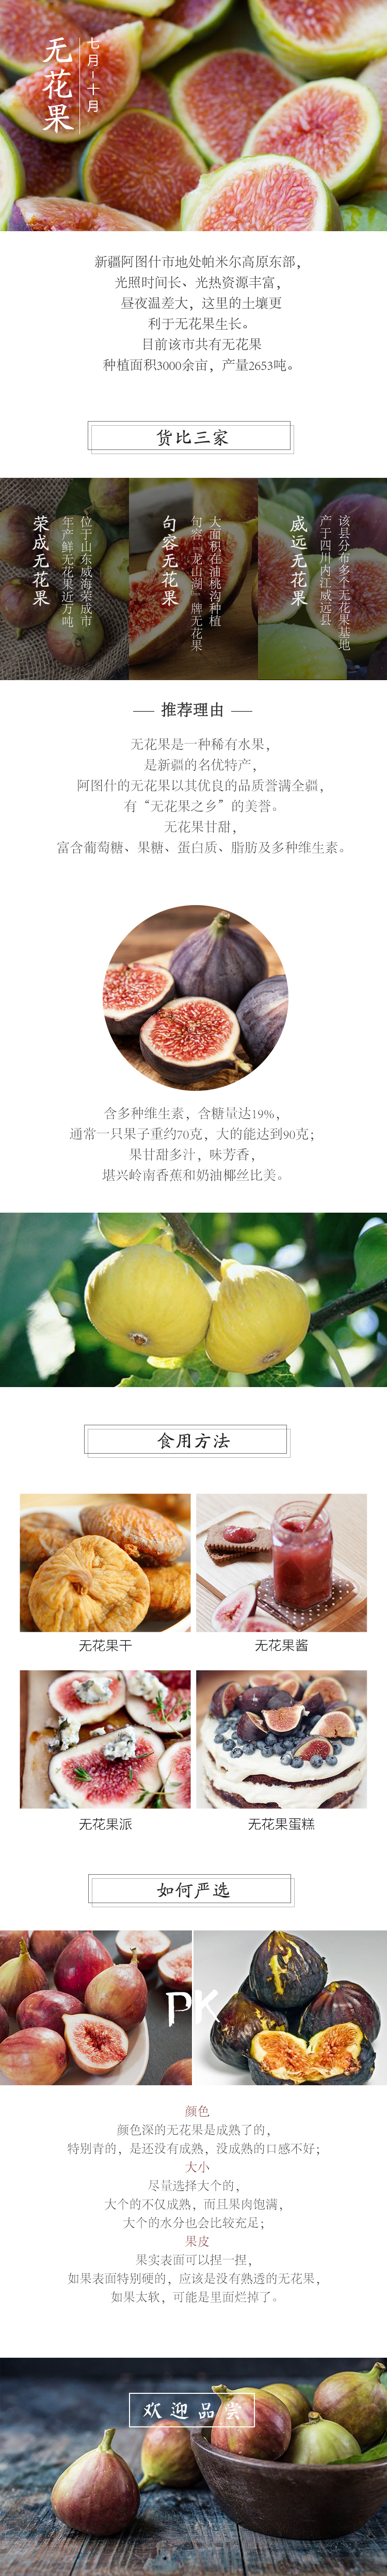 无花果
七月-十月
新疆阿图什市地处帕米尔高原东部，
光照时间长、光热资源丰富，
昼夜温差大，这里的土壤更
利于无花果生长。
目前该市共有无花果
种植面积3000余亩，产量2653吨。
货比三家
荣成无花果
位于山东威海荣成市
年产鲜无花果近万吨
句容无花果
大面积在油桃沟种植
句容“龙山湖”牌无花果
威远无花果
该县分布多个无花果基地
产于四川内江威远县
推荐理由
无花果是一种稀有水果，
是新疆的名优特产，
阿图什的无花果以其优良的品质誉满全疆，
有“无花果之乡”的美誉。
无花果甘甜，
富含葡萄糖、果糖、蛋白质、脂肪及多种维生素。
含多种维生素，含糖量达19%，
通常一只果子重约70克，大的能达到90克；
果甘甜多汁，味芳香，
堪兴岭南香蕉和奶油椰丝比美。
食用方法
无花果干
无花果酱
无花果派
无花果蛋糕
如何严选
PK
颜色
颜色深的无花果是成熟了的，
特别青的，是还没有成熟，没成熟的口感不好；
大小
尽量选择大个的，
大个的不仅成熟，而且果肉饱满，
大个的水分也会比较充足；
果皮
果实表面可以捏一捏，
如果表面特别硬的，应该是没有熟透的无花果，
如果太软，可能是里面烂掉了。
欢迎品尝